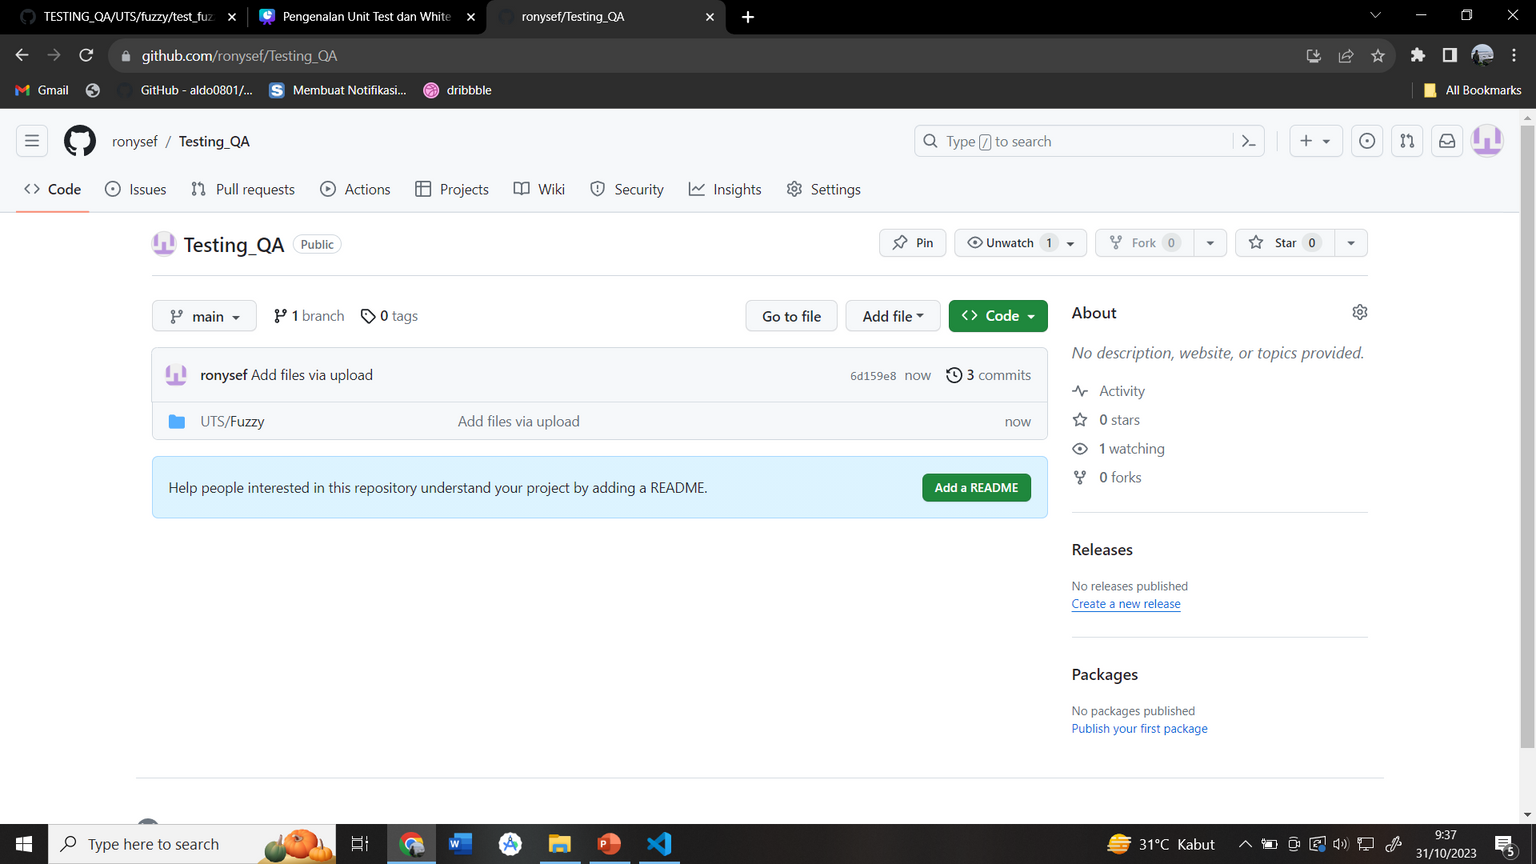 TESTING_QA/UTS/fuzzy/test_fuz
Pengenalan Unit Test dan White
ronysef/Testing_QA
github.com/ronysef/Testing_QA
Gmail
GitHub - aldo0801/...
Membuat Notifikasi...
dribbble
All Bookmarks
ronysef / Testing_QA
Type / to search
Code
Issues
Pull requests
Actions
Projects
Wiki
Security
Insights
Settings
Testing_QA Public
Pin
Unwatch 1
Fork 0
Star 0
main
1 branch
0 tags
Go to file
Add file
Code
ronysef Add files via upload
6d159e8 now
3 commits
UTS/Fuzzy
Add files via upload
now
Help people interested in this repository understand your project by adding a README.
Add a README
About
No description, website, or topics provided.
Activity
0 stars
1 watching
0 forks
Releases
No releases published
Create a new release
Packages
No packages published
Publish your first package
Type here to search
31°C Kabut
9:37
31/10/2023
5